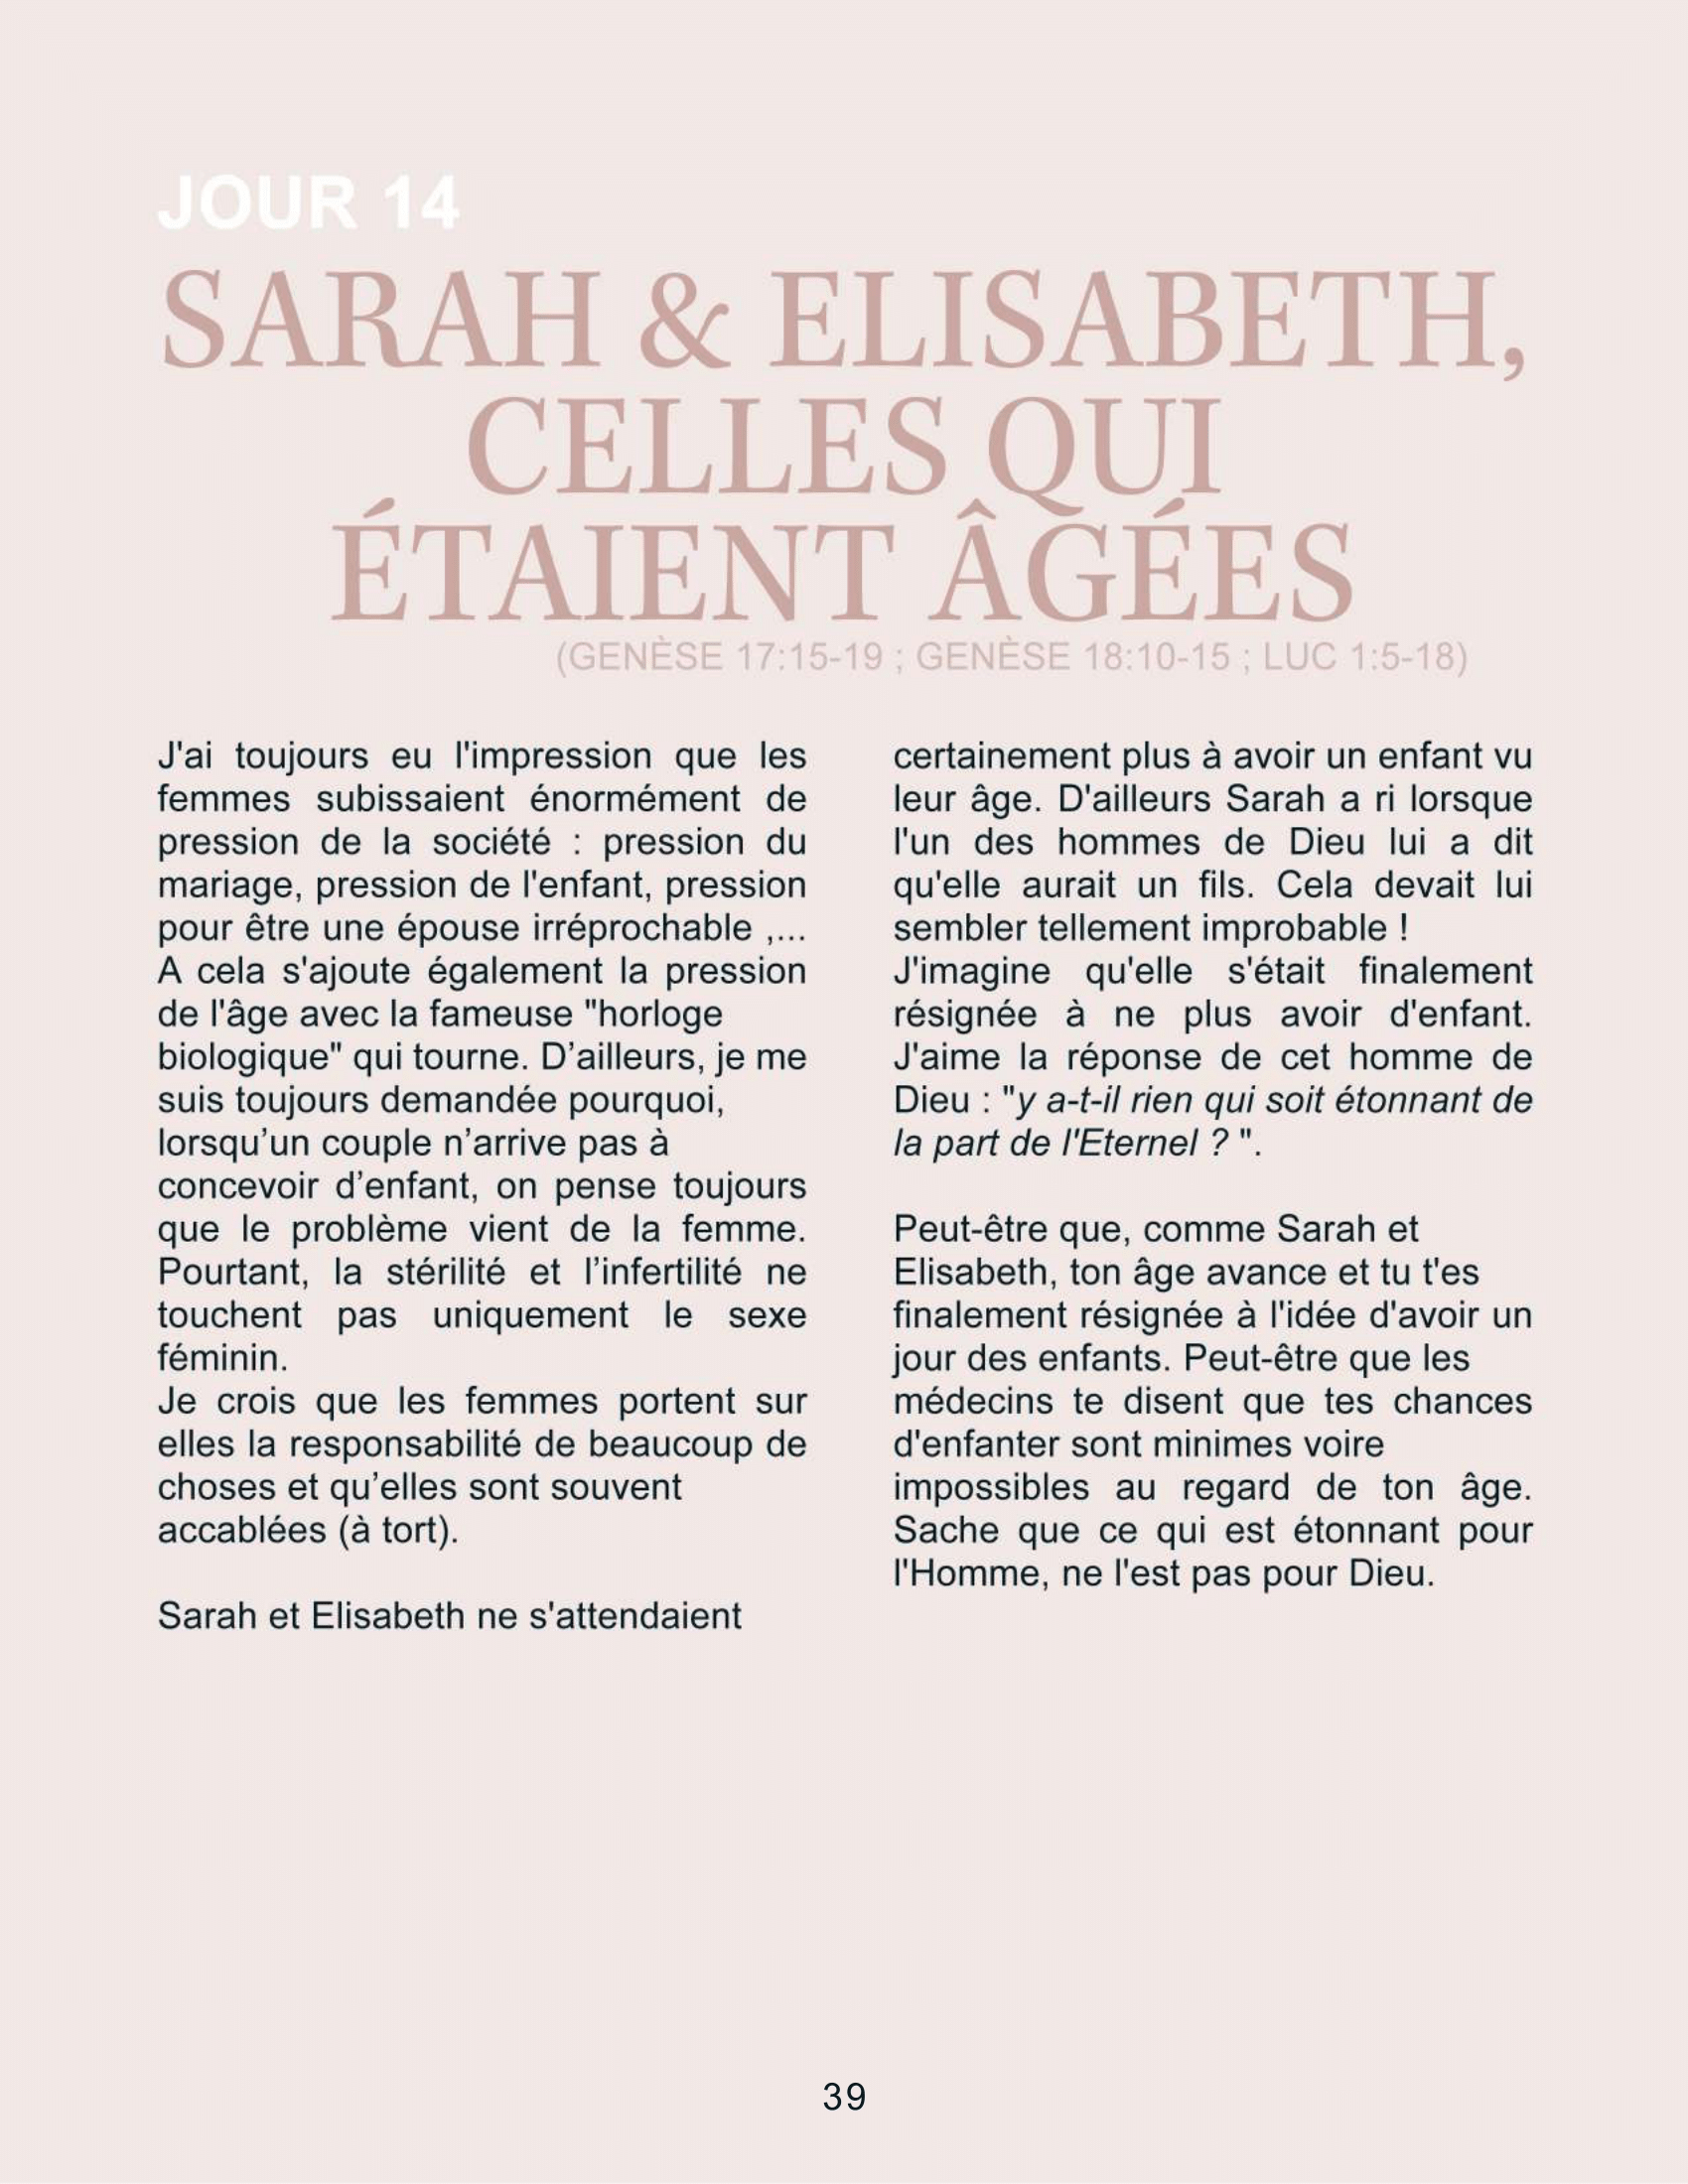 JOUR 14
SARAH & ELISABETH,
CELLES QUI
ÉTAIENT ÂGÉES
(GENÈSE 17:15-19 ; GENÈSE 18:10-15 ; LUC 1:5-18)
J'ai toujours eu l'impression que les
femmes subissaient énormément de
pression de la société : pression du
mariage, pression de l'enfant, pression
pour être une épouse irréprochable ,...
A cela s'ajoute également la pression
de l'âge avec la fameuse "horloge
biologique" qui tourne. D’ailleurs, je me
suis toujours demandée pourquoi,
lorsqu’un couple n’arrive pas à
concevoir d’enfant, on pense toujours
que le problème vient de la femme.
Pourtant, la stérilité et l’infertilité ne
touchent pas uniquement le sexe
féminin.
Je crois que les femmes portent sur
elles la responsabilité de beaucoup de
choses et qu’elles sont souvent
accablées (à tort).
Sarah et Elisabeth ne s'attendaient
certainement plus à avoir un enfant vu
leur âge. D'ailleurs Sarah a ri lorsque
l'un des hommes de Dieu lui a dit
qu'elle aurait un fils. Cela devait lui
sembler tellement improbable !
J'imagine qu'elle s'était finalement
résignée à ne plus avoir d'enfant.
J'aime la réponse de cet homme de
Dieu : "y a-t-il rien qui soit étonnant de
la part de l'Eternel ? ".
Peut-être que, comme Sarah et
Elisabeth, ton âge avance et tu t'es
finalement résignée à l'idée d'avoir un
jour des enfants. Peut-être que les
médecins te disent que tes chances
d'enfanter sont minimes voire
impossibles au regard de ton âge.
Sache que ce qui est étonnant pour
l'Homme, ne l'est pas pour Dieu.
39